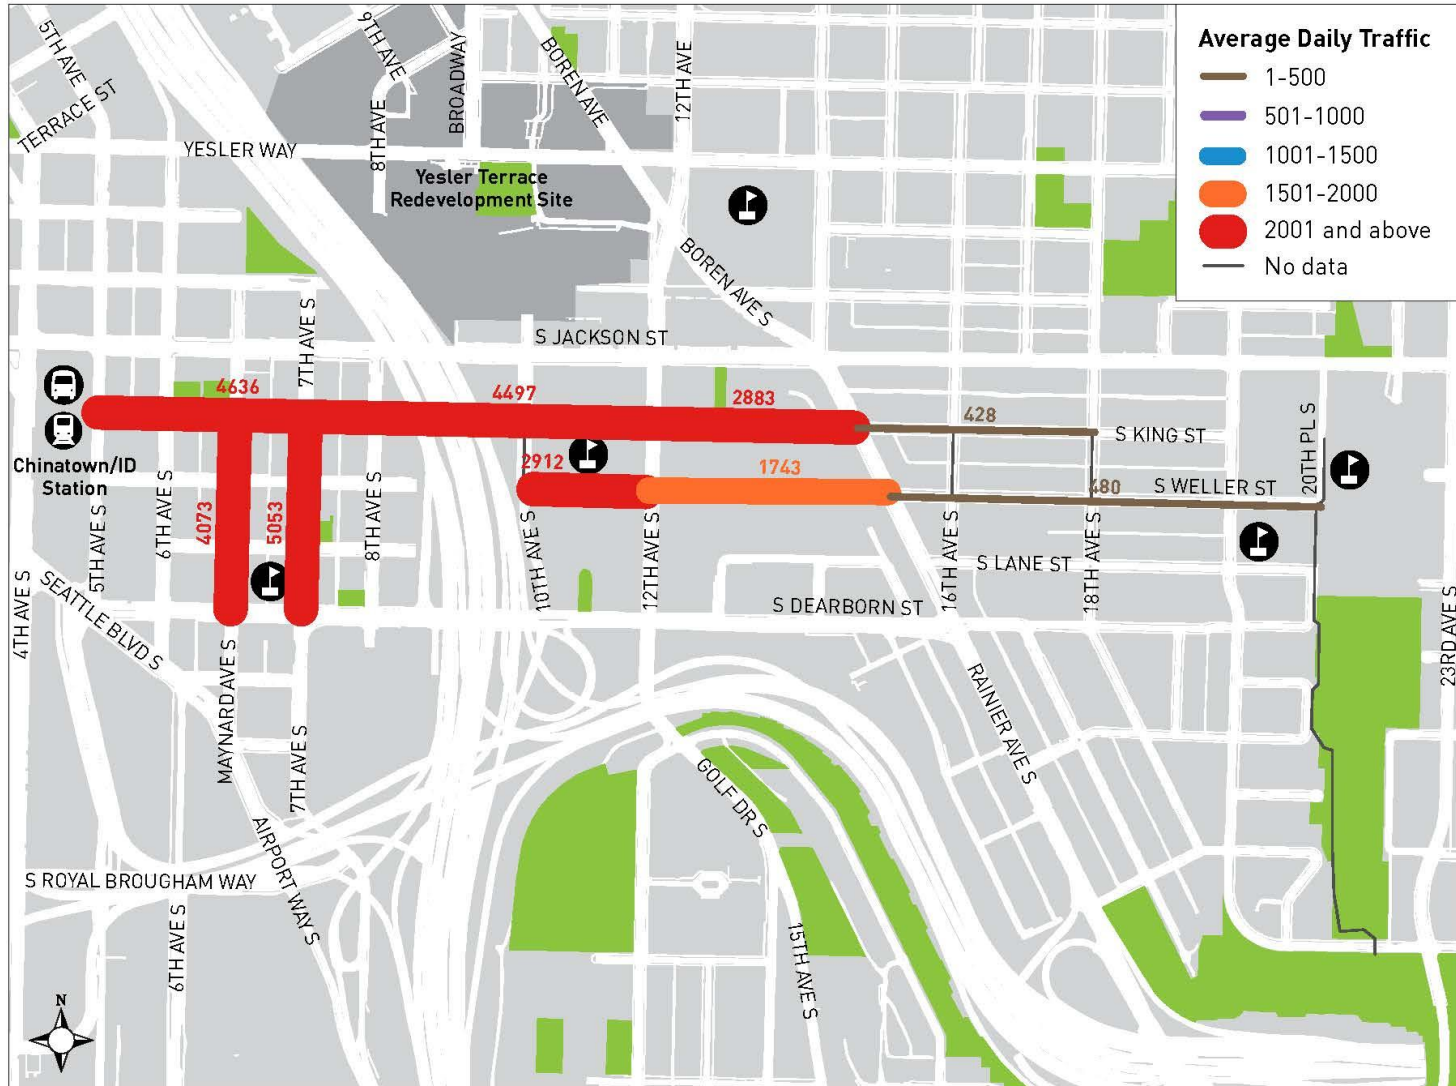 5TH AVE
TERRACE ST
9TH AVE
8TH AVE
BROADWAY
BOREN AVE
12TH AVE
YESLER WAY
Yesler Terrace
Redevelopment Site
BOREN AVE S
Average Daily Traffic
1-500
501-1000
1001-1500
1501-2000
2001 and above
No data
7TH AVE S
S JACKSON ST
4636
4497
2883
428
S KING ST
20TH PL S
Chinatown/ID
Station
2912
1743
480
S WELLER ST
4073
5053
5TH AVE S
6TH AVE S
8TH AVE S
10TH AVE S
12TH AVE S
16TH AVE S
18TH AVE S
S LANE ST
S DEARBORN ST
4TH AVE S
SEATTLE BLVD S
MAYNARD AVE S
7TH AVE S
RAINIER AVE S
23RD AVE S
GOLF DR S
AIRPORT WAY S
S ROYAL BROUGHAM WAY
6TH AVE S
15TH AVE S
N